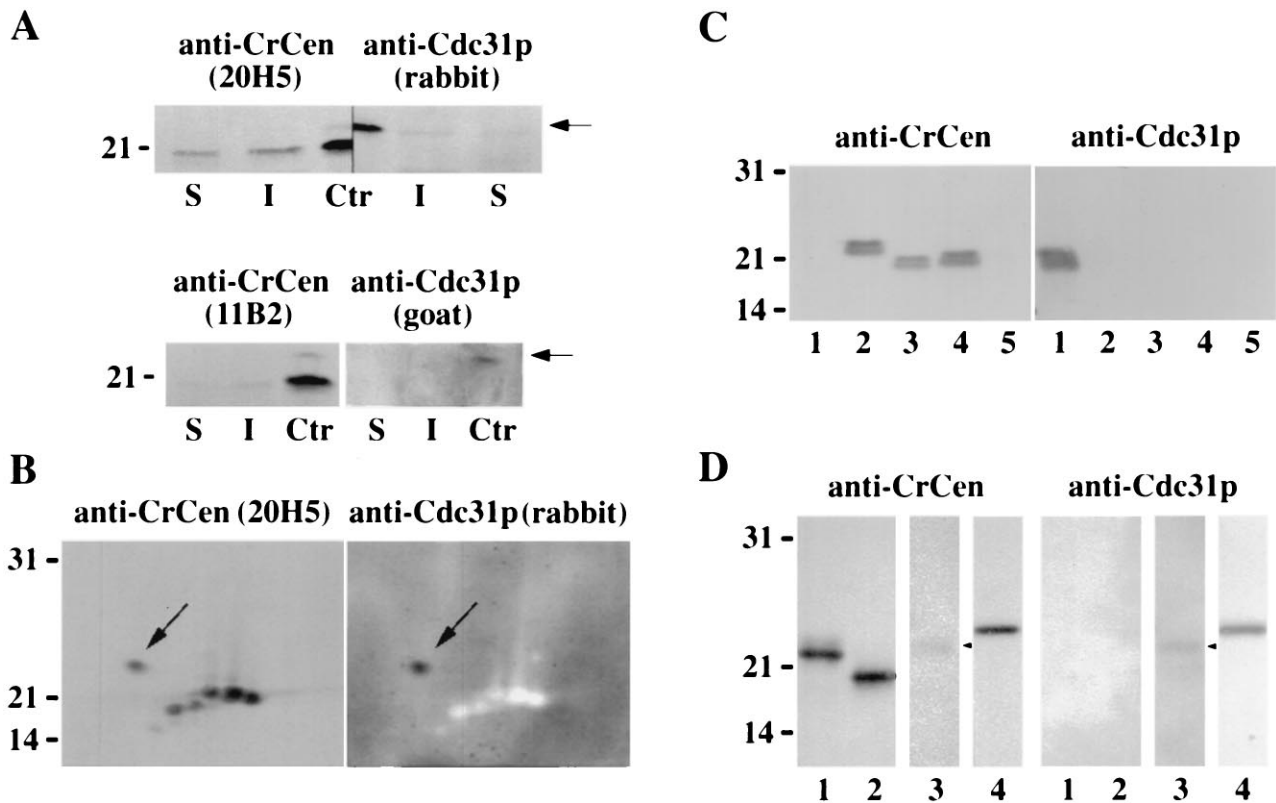 A
anti-CrCen (20H5)
anti-Cdc31p (rabbit)
21 -
S I Ctr I S
anti-CrCen (11B2)
anti-Cdc31p (goat)
21 -
S I Ctr S I Ctr
B
anti-CrCen (20H5) anti-Cdc31p (rabbit)
31 -
21 -
14 -
C
anti-CrCen anti-Cdc31p
31 -
21 -
14 -
1 2 3 4 5 1 2 3 4 5
D
anti-CrCen anti-Cdc31p
31 -
21 -
14 -
1 2 3 4 1 2 3 4